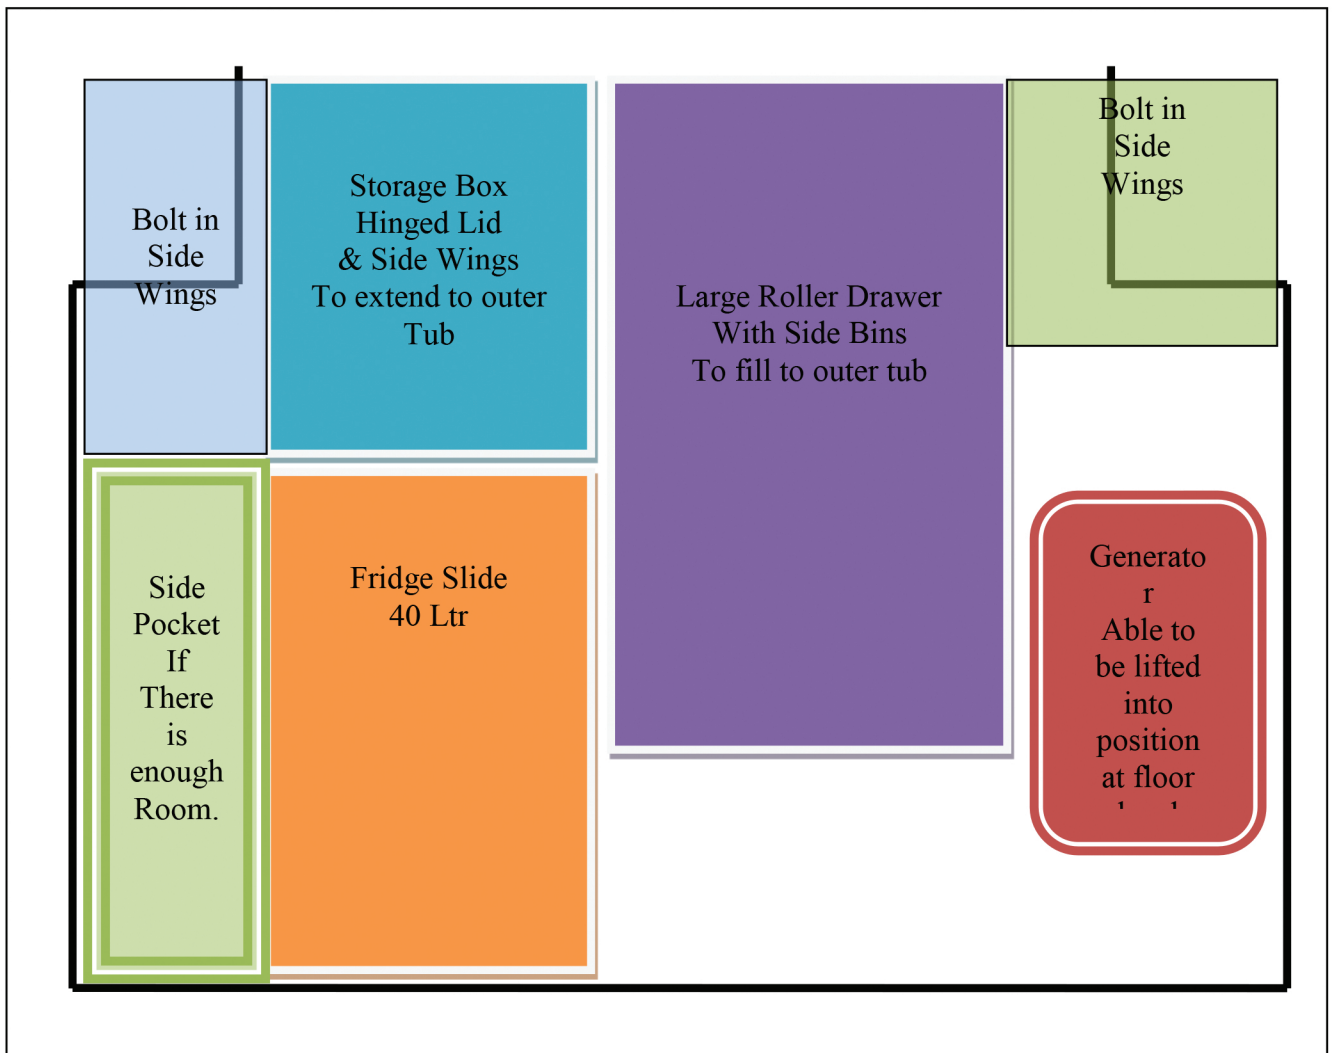 Bolt in
Side
Wings
Storage Box
Hinged Lid
& Side Wings
To extend to outer
Tub
Large Roller Drawer
With Side Bins
To fill to outer tub
Bolt in
Side
Wings
Side
Pocket
If
There
is
enough
Room.
Fridge Slide
40 Ltr
Generato
r
Able to
be lifted
into
position
at floor